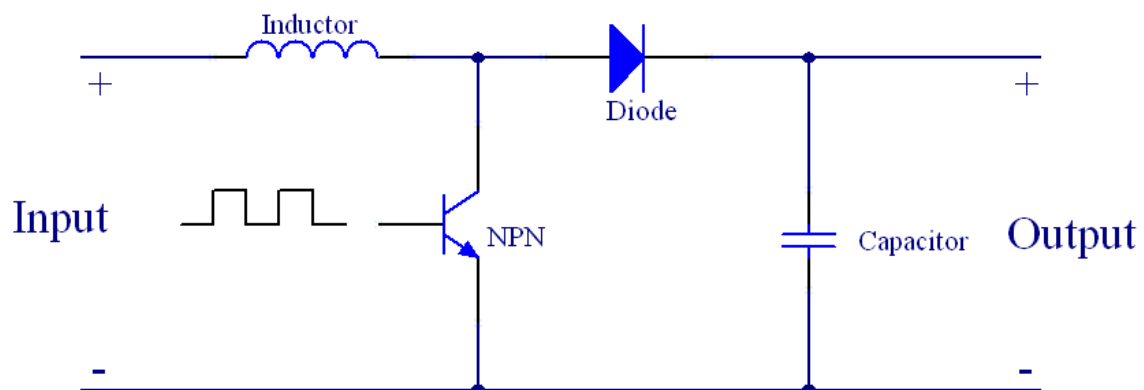 Inductor
+
+
Diode
Input
NPN
Capacitor
Output
-
-